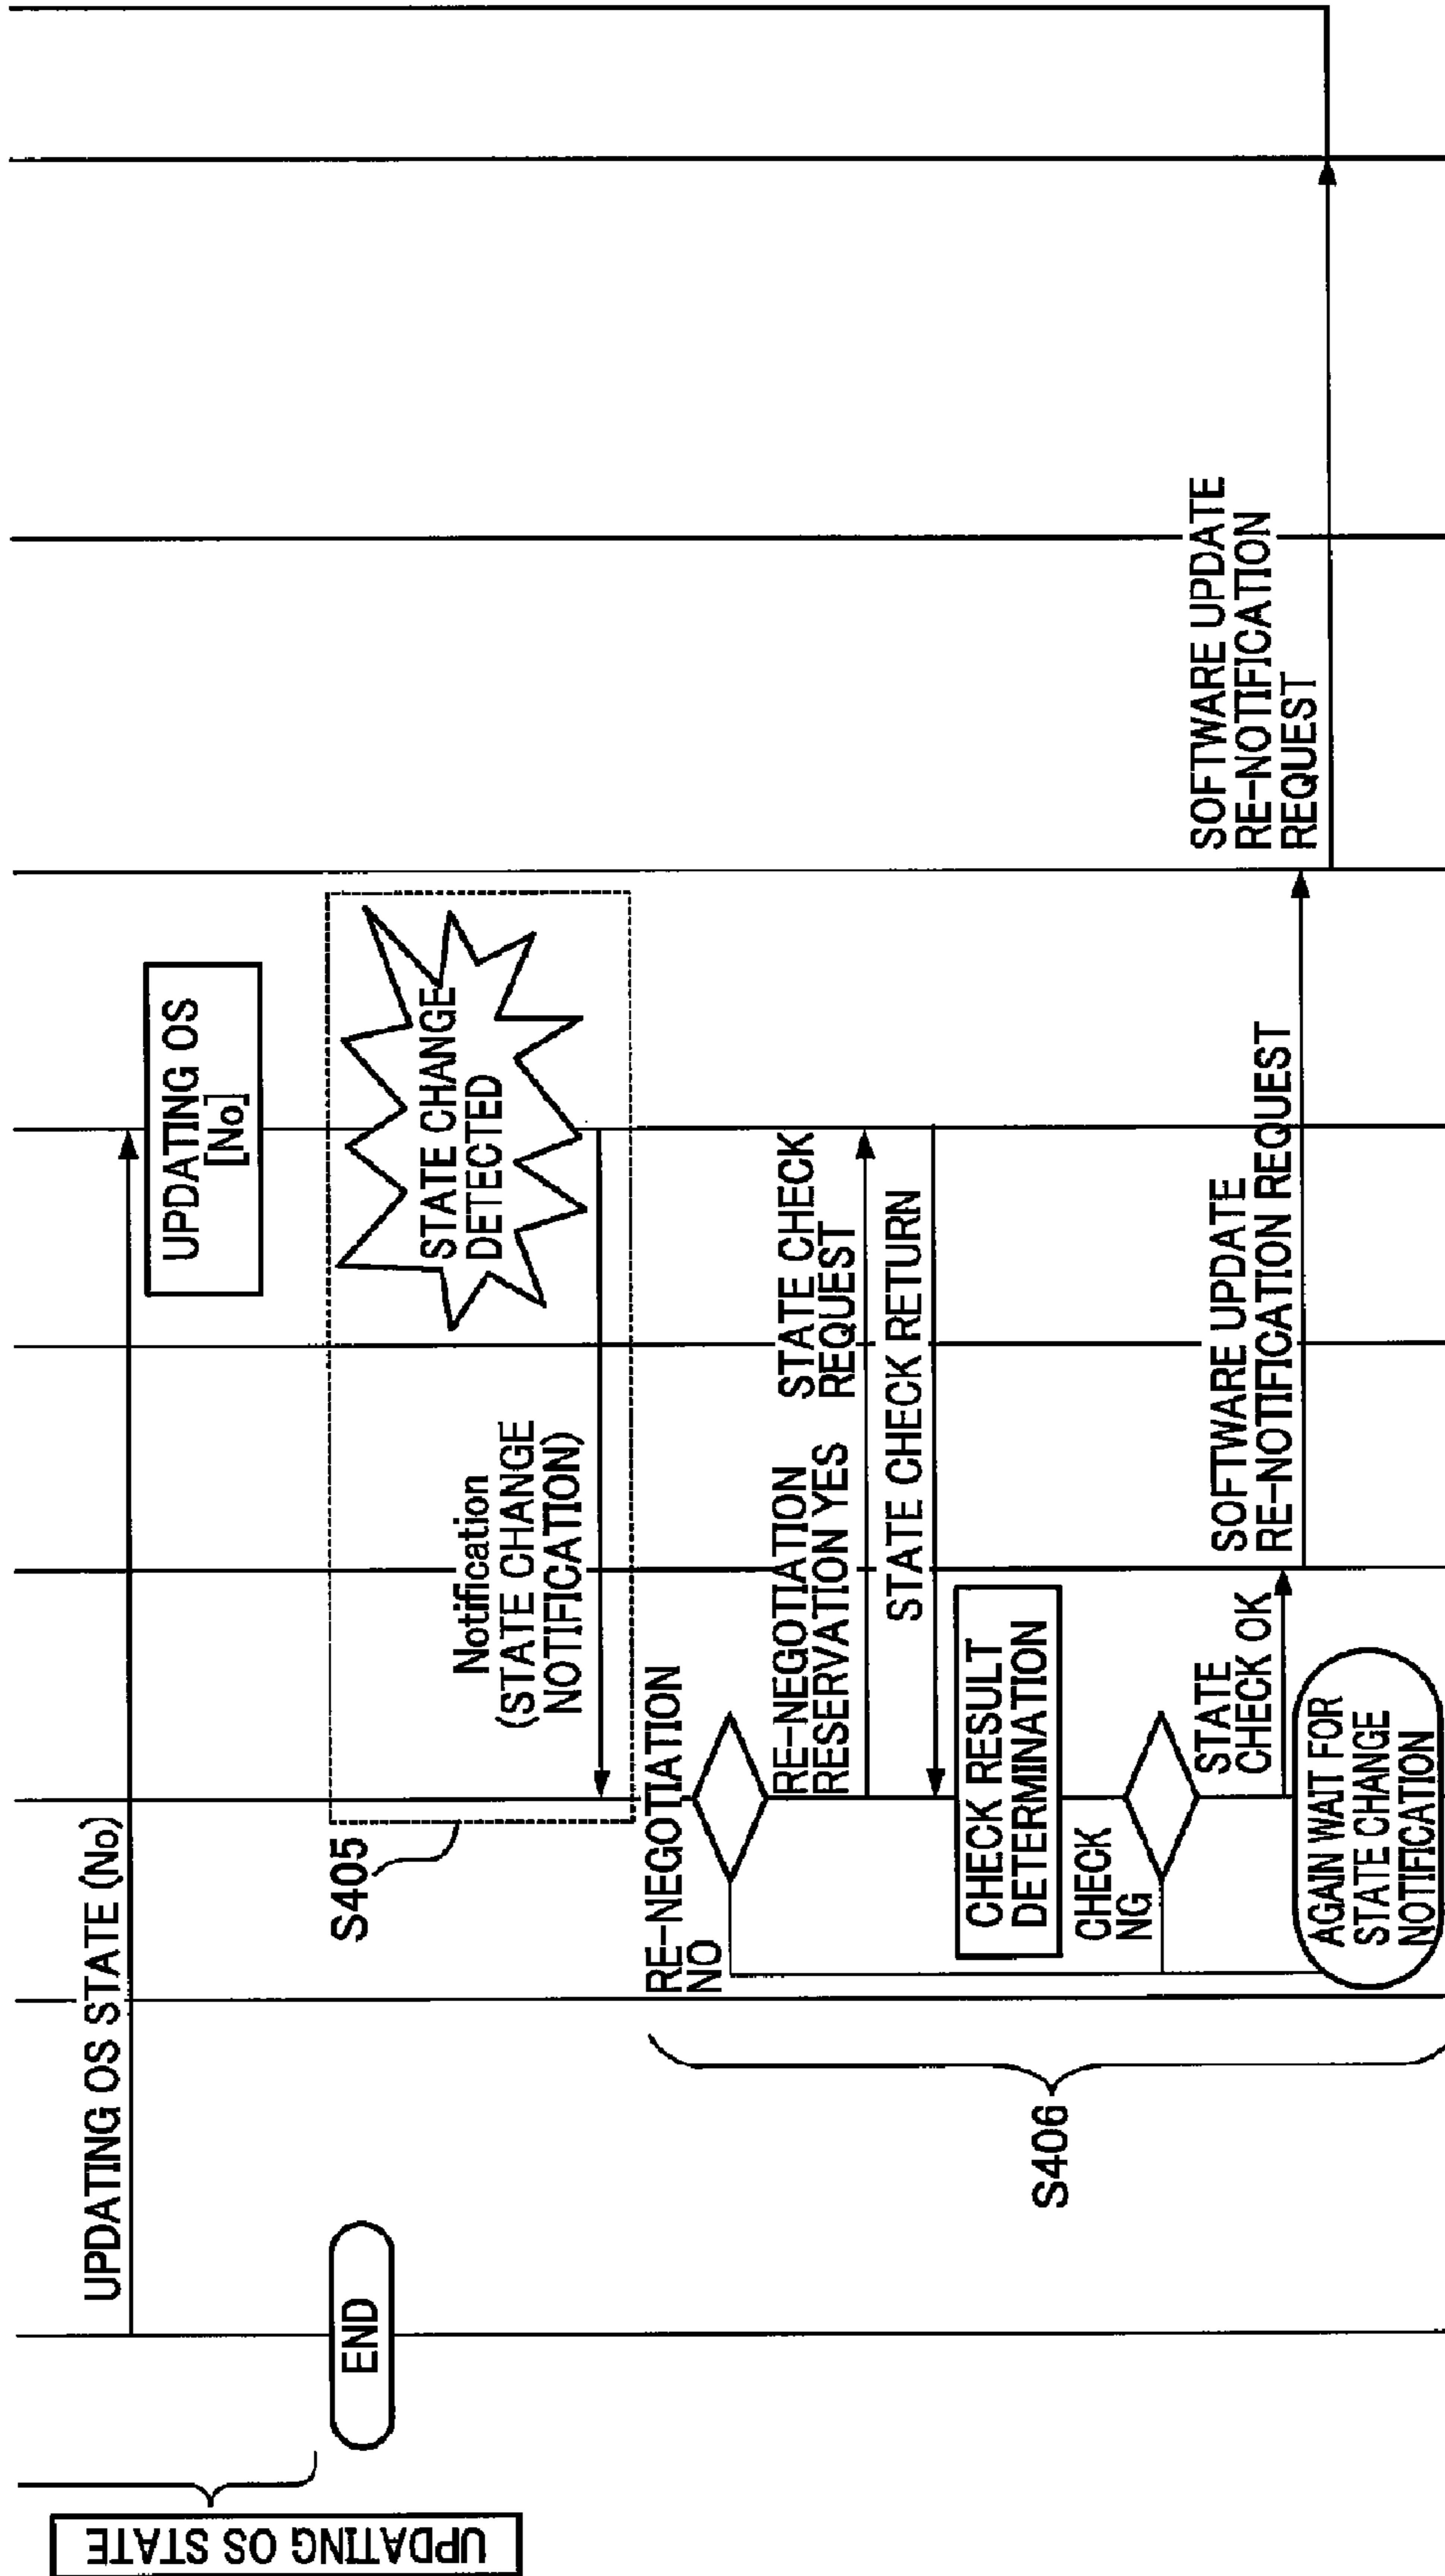 UPDATING OS STATE
UPDATING OS STATE (No)
UPDATING OS
[No]
END
S405
STATE CHANGE
DETECTED
Notification
(STATE CHANGE
NOTIFICATION)
S406
RE-NEGOTIATION
NO
RE-NEGOTIATION
RESERVATION YES
STATE CHECK
REQUEST
STATE CHECK RETURN
CHECK RESULT
DETERMINATION
CHECK
NG
STATE
CHECK OK
SOFTWARE UPDATE
RE-NOTIFICATION REQUEST
SOFTWARE UPDATE
RE-NOTIFICATION
REQUEST
AGAIN WAIT FOR
STATE CHANGE
NOTIFICATION